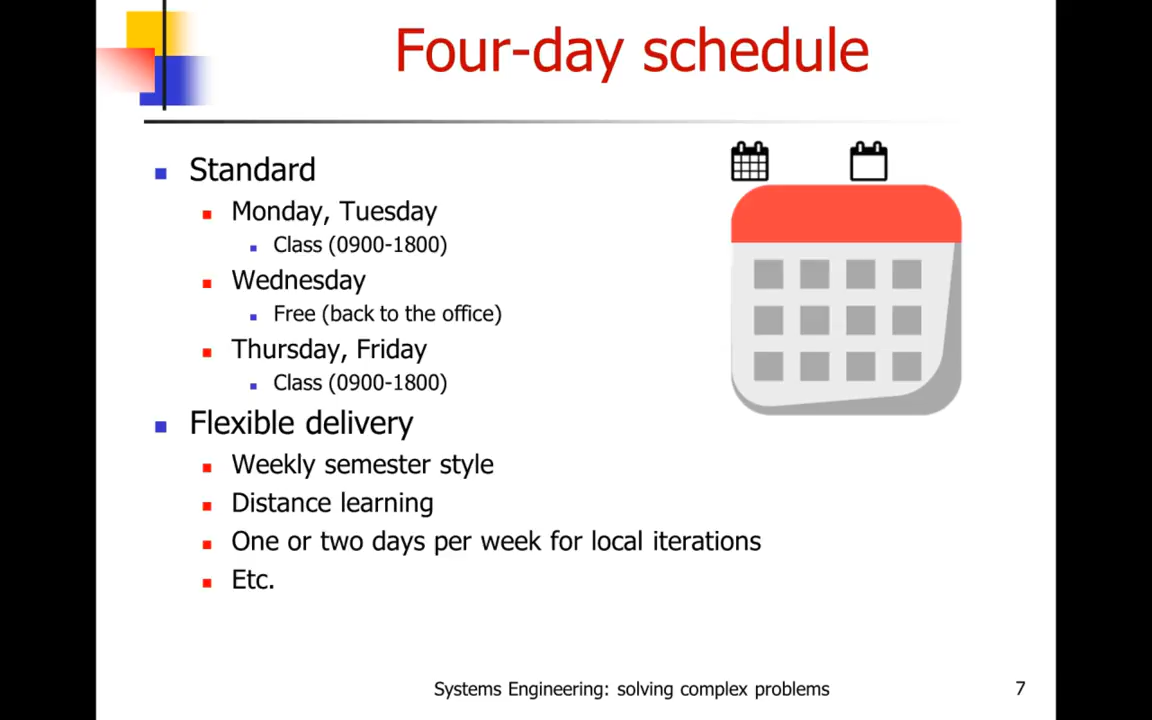 Four-day schedule
Standard
Monday, Tuesday
Class (0900-1800)
Wednesday
Free (back to the office)
Thursday, Friday
Class (0900-1800)
Flexible delivery
Weekly semester style
Distance learning
One or two days per week for local iterations
Etc.
Systems Engineering: solving complex problems
7